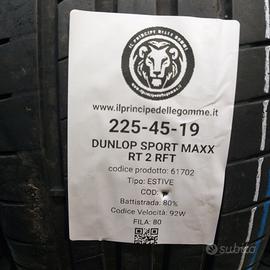 IL PRINCIPE DELLE GOMME
www.ilprincipedellegomme.it
225-45-19
DUNLOP SPORT MAXX
RT 2 RFT
codice prodotto: 61702
Tipo: ESTIVE
COD:
Battistrada: 80%
Codice Velocità: 92W
FILA: 80
subito